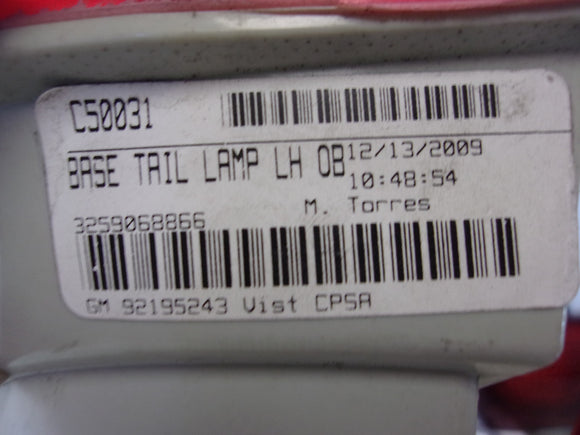 C50031
BASE TAIL LAMP LH OB 12/13/2009
10:48:54
M. Torres
3259068866
GM 92195243 Vist CPSA